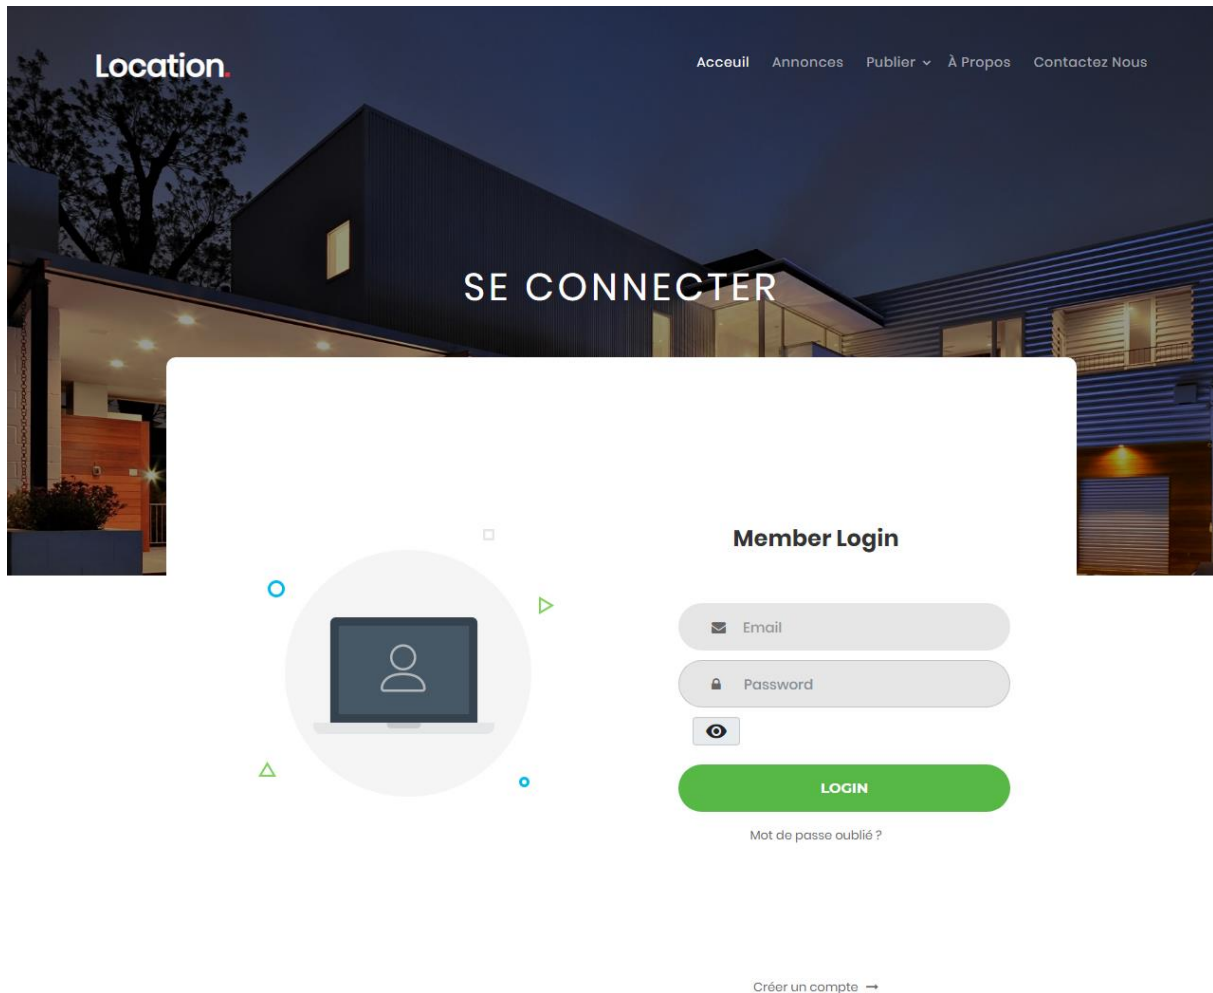 Location.
Acceuil Annonces Publier À Propos Contactez Nous
SE CONNECTER
Member Login
Email
Password
LOGIN
Mot de passe oublié ?
Créer un compte →